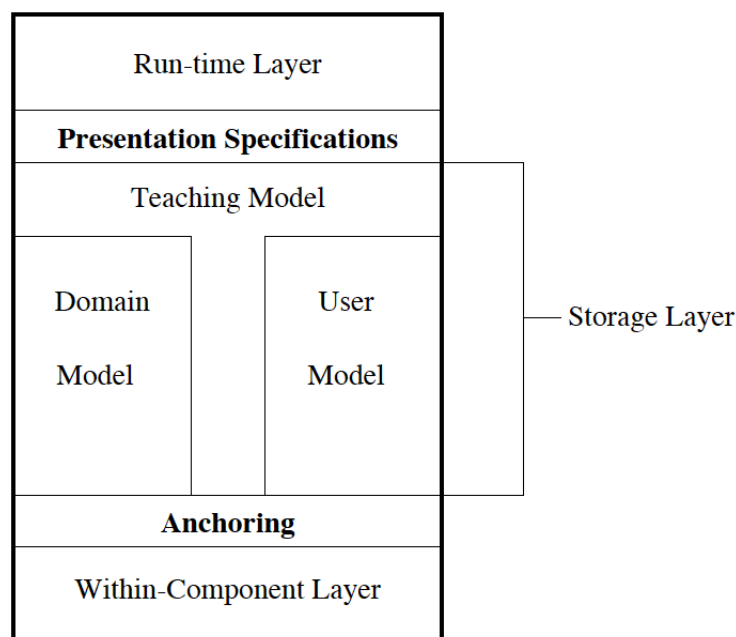 Run-time Layer
Presentation Specifications
Teaching Model
Domain
Model
User
Model
Storage Layer
Anchoring
Within-Component Layer